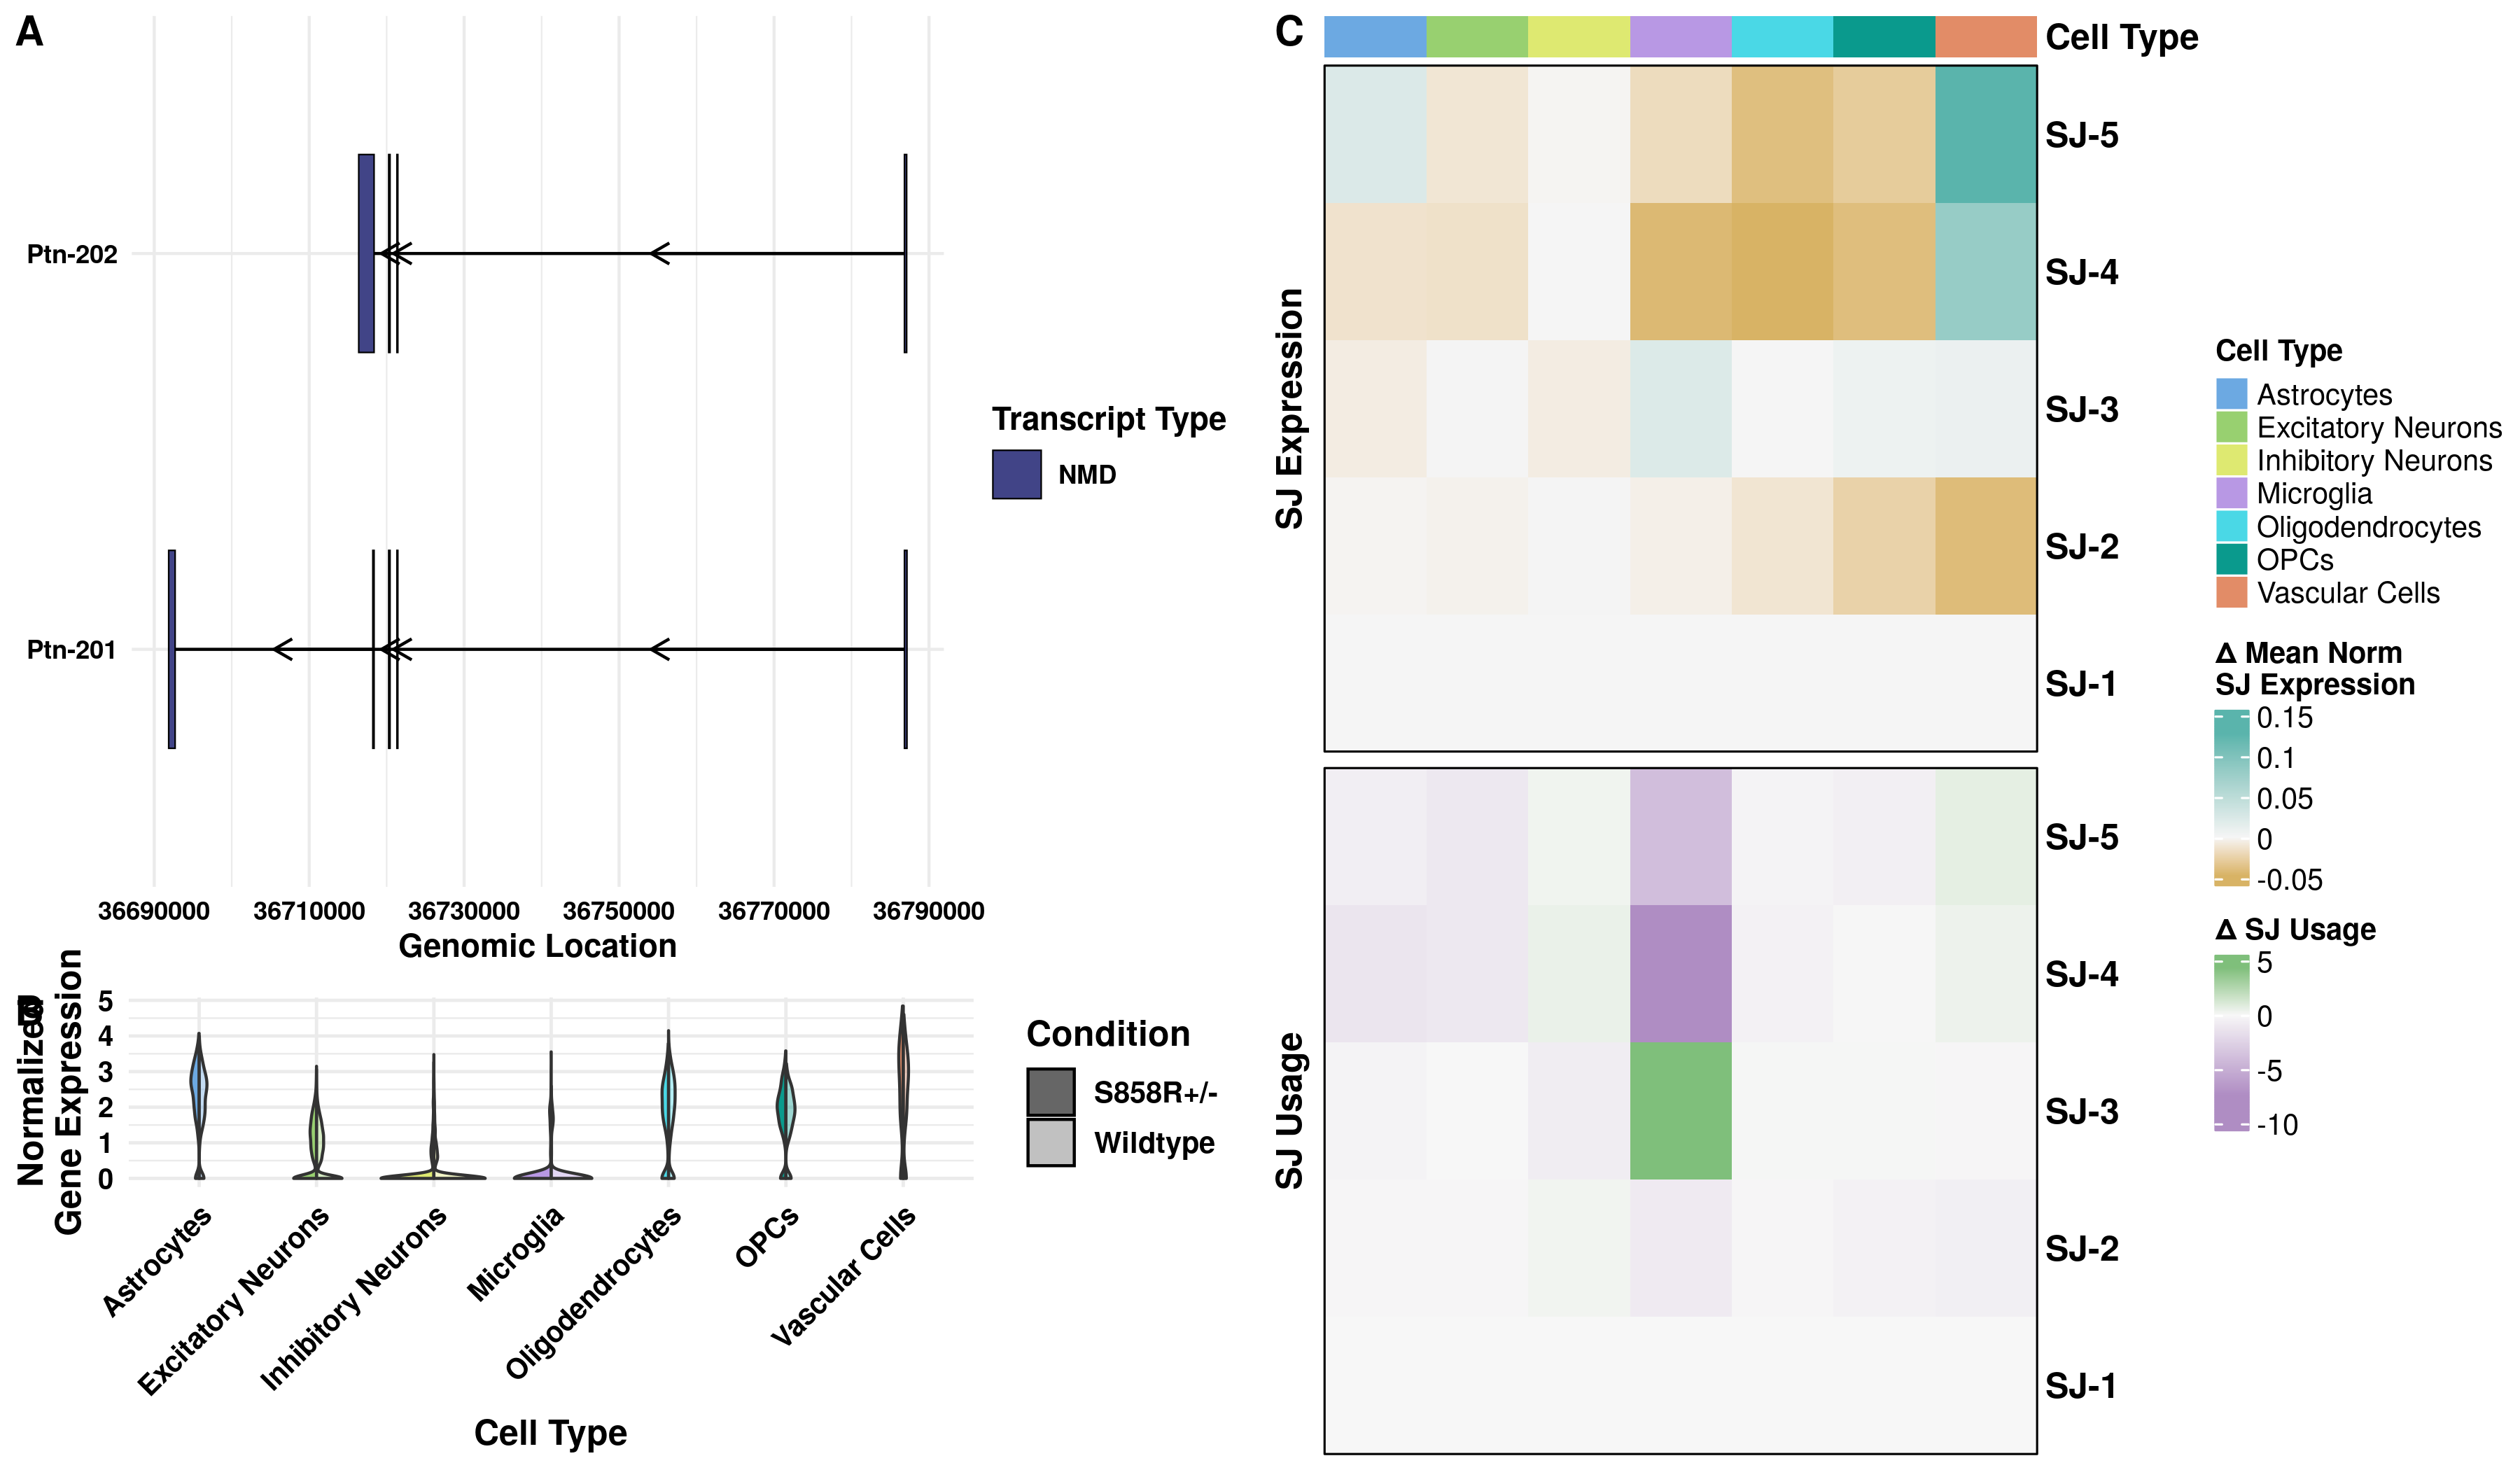 A
Ptn-202
Ptn-201
36690000
36710000
36730000
36750000
36770000
36790000
Genomic Location
Transcript Type
NMD
Normalized
Gene Expression
5
4
3
2
1
0
Astrocytes
Excitatory Neurons
Inhibitory Neurons
Microglia
Oligodendrocytes
OPCs
Vascular Cells
Cell Type
Condition
S858R+/-
Wildtype
C
Cell Type
SJ Expression
SJ-5
SJ-4
SJ-3
SJ-2
SJ-1
SJ Usage
SJ-5
SJ-4
SJ-3
SJ-2
SJ-1
Cell Type
Astrocytes
Excitatory Neurons
Inhibitory Neurons
Microglia
Oligodendrocytes
OPCs
Vascular Cells
Δ Mean Norm
SJ Expression
0.15
0.1
0.05
0
-0.05
Δ SJ Usage
5
0
-5
-10